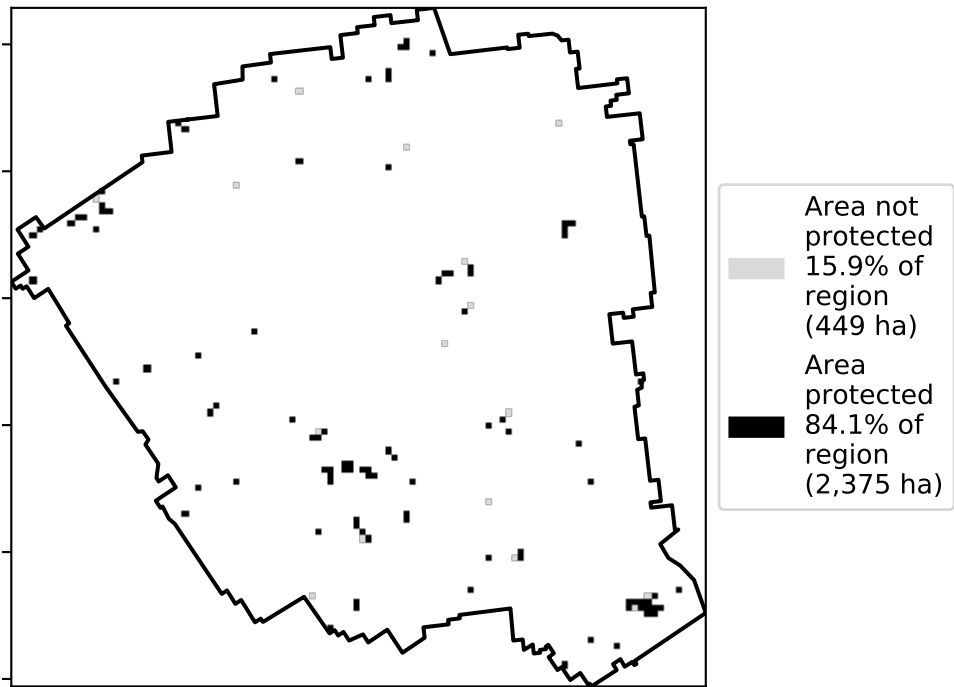 Area not
protected
15.9% of
region
(449 ha)
Area
protected
84.1% of
region
(2,375 ha)